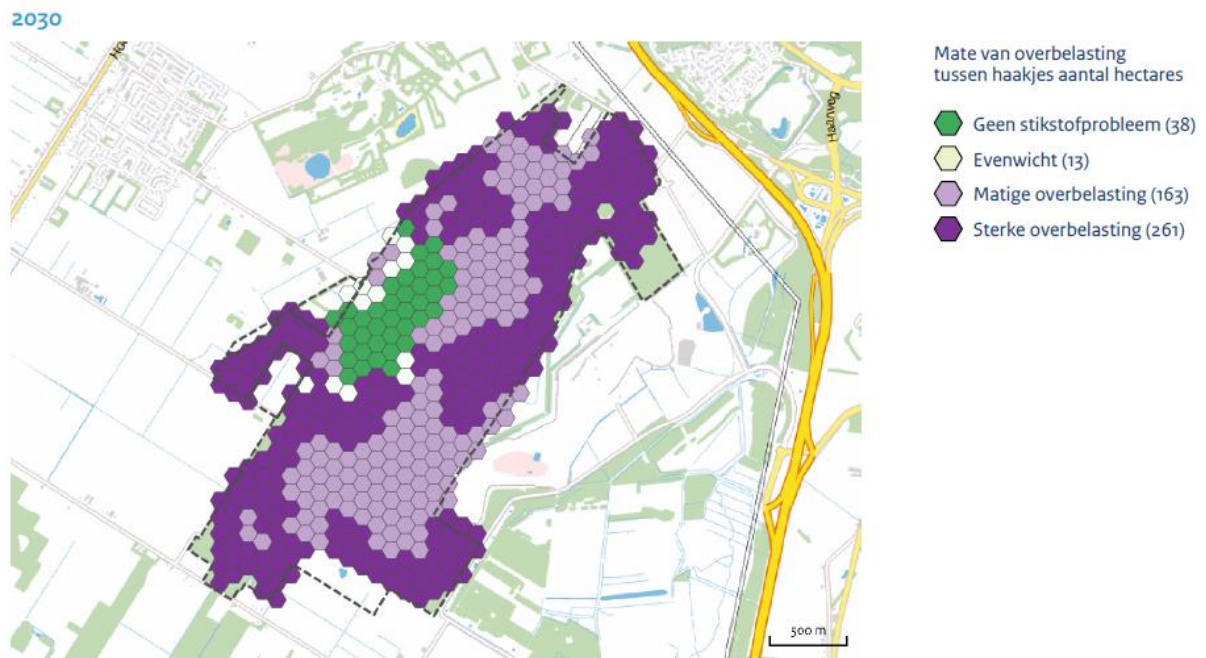 2030
Mate van overbelasting
tussen haakjes aantal hectares
Geen stikstofprobleem (38)
Evenwicht (13)
Matige overbelasting (163)
Sterke overbelasting (261)
500 m